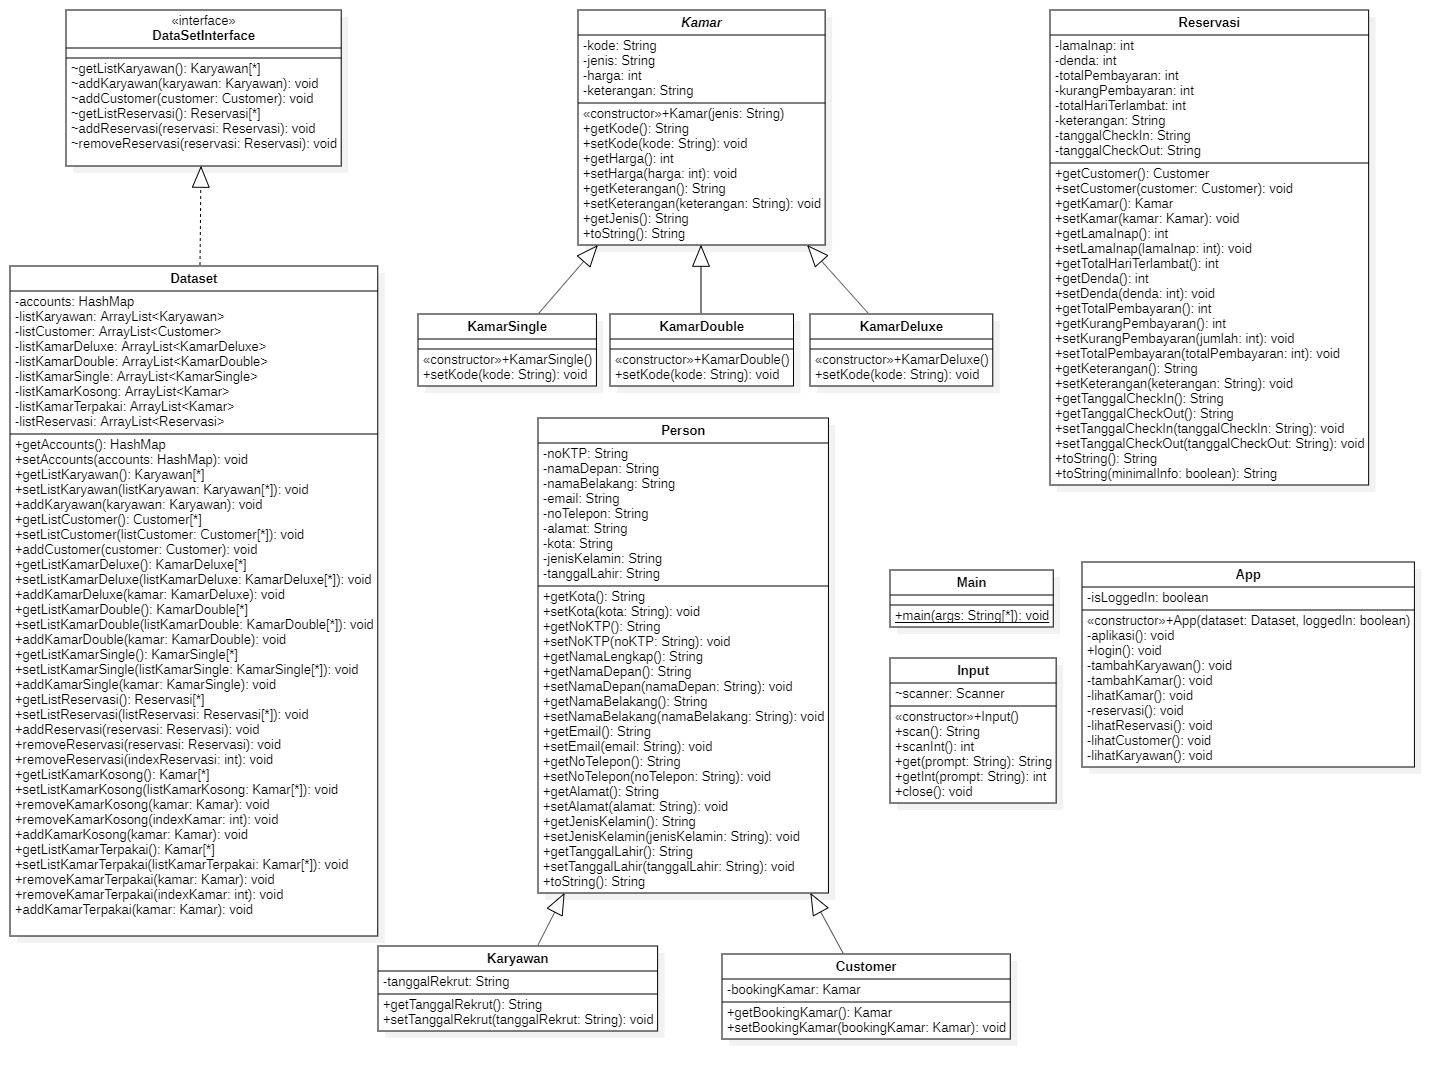 «interface»
DataSetInterface
~getListKaryawan(): Karyawan[*]
~addKaryawan(karyawan: Karyawan): void
~addCustomer(customer: Customer): void
~getListReservasi(): Reservasi[*]
~addReservasi(reservasi: Reservasi): void
~removeReservasi(reservasi: Reservasi): void
Kamar
-kode: String
-jenis: String
-harga: int
-keterangan: String
«constructor»+Kamar(jenis: String)
+getKode(): String
+setKode(kode: String): void
+getHarga(): int
+setHarga(harga: int): void
+getKeterangan(): String
+setKeterangan(keterangan: String): void
+getJenis(): String
+toString(): String
Reservasi
-lamaInap: int
-denda: int
-totalPembayaran: int
-kurangPembayaran: int
-totalHariTerlambat: int
-keterangan: String
-tanggalCheckIn: String
-tanggalCheckOut: String
+getCustomer(): Customer
+setCustomer(customer: Customer): void
+getKamar(): Kamar
+setKamar(kamar: Kamar): void
+getLamaInap(): int
+setLamaInap(lamaInap: int): void
+getTotalHariTerlambat(): int
+getDenda(): int
+setDenda(denda: int): void
+getTotalPembayaran(): int
+getKurangPembayaran(): int
+setKurangPembayaran(jumlah: int): void
+setTotalPembayaran(totalPembayaran: int): void
+getKeterangan(): String
+setKeterangan(keterangan: String): void
+getTanggalCheckIn(): String
+getTanggalCheckOut(): String
+setTanggalCheckIn(tanggalCheckIn: String): void
+setTanggalCheckOut(tanggalCheckOut: String): void
+toString(): String
+toString(minimalInfo: boolean): String
Dataset
-accounts: HashMap
-listKaryawan: ArrayList<Karyawan>
-listCustomer: ArrayList<Customer>
-listKamarDeluxe: ArrayList<KamarDeluxe>
-listKamarDouble: ArrayList<KamarDouble>
-listKamarSingle: ArrayList<KamarSingle>
-listKamarKosong: ArrayList<Kamar>
-listKamarTerpakai: ArrayList<Kamar>
-listReservasi: ArrayList<Reservasi>
+getAccounts(): HashMap
+setAccounts(accounts: HashMap): void
+getListKaryawan(): Karyawan[*]
+setListKaryawan(listKaryawan: Karyawan[*]): void
+addKaryawan(karyawan: Karyawan): void
+getListCustomer(): Customer[*]
+setListCustomer(listCustomer: Customer[*]): void
+addCustomer(customer: Customer): void
+getListKamarDeluxe(): KamarDeluxe[*]
+setListKamarDeluxe(listKamarDeluxe: KamarDeluxe[*]): void
+addKamarDeluxe(kamar: KamarDeluxe): void
+getListKamarDouble(): KamarDouble[*]
+setListKamarDouble(listKamarDouble: KamarDouble[*]): void
+addKamarDouble(kamar: KamarDouble): void
+getListKamarSingle(): KamarSingle[*]
+setListKamarSingle(listKamarSingle: KamarSingle[*]): void
+addKamarSingle(kamar: KamarSingle): void
+getListReservasi(): Reservasi[*]
+setListReservasi(listReservasi: Reservasi[*]): void
+addReservasi(reservasi: Reservasi): void
+removeReservasi(reservasi: Reservasi): void
+removeReservasi(indexReservasi: int): void
+getListKamarKosong(): Kamar[*]
+setListKamarKosong(listKamarKosong: Kamar[*]): void
+removeKamarKosong(kamar: Kamar): void
+removeKamarKosong(indexKamar: int): void
+addKamarKosong(kamar: Kamar): void
+getListKamarTerpakai(): Kamar[*]
+setListKamarTerpakai(listKamarTerpakai: Kamar[*]): void
+removeKamarTerpakai(kamar: Kamar): void
+removeKamarTerpakai(indexKamar: int): void
+addKamarTerpakai(kamar: Kamar): void
KamarSingle
«constructor»+KamarSingle()
+setKode(kode: String): void
KamarDouble
«constructor»+KamarDouble()
+setKode(kode: String): void
KamarDeluxe
«constructor»+KamarDeluxe()
+setKode(kode: String): void
Person
-noKTP: String
-namaDepan: String
-namaBelakang: String
-email: String
-noTelepon: String
-alamat: String
-kota: String
-jenisKelamin: String
-tanggalLahir: String
+getKota(): String
+setKota(kota: String): void
+getNoKTP(): String
+setNoKTP(noKTP: String): void
+getNamaLengkap(): String
+getNamaDepan(): String
+setNamaDepan(namaDepan: String): void
+getNamaBelakang(): String
+setNamaBelakang(namaBelakang: String): void
+getEmail(): String
+setEmail(email: String): void
+getNoTelepon(): String
+setNoTelepon(noTelepon: String): void
+getAlamat(): String
+setAlamat(alamat: String): void
+getJenisKelamin(): String
+setJenisKelamin(jenisKelamin: String): void
+getTanggalLahir(): String
+setTanggalLahir(tanggalLahir: String): void
+toString(): String
Main
+main(args: String[*]): void
Input
~scanner: Scanner
«constructor»+Input()
+scan(): String
+scanInt(): int
+get(prompt: String): String
+getInt(prompt: String): int
+close(): void
App
-isLoggedIn: boolean
«constructor»+App(dataset: Dataset, loggedIn: boolean)
-aplikasi(): void
+login(): void
-tambahKaryawan(): void
-tambahKamar(): void
-lihatKamar(): void
-reservasi(): void
-lihatReservasi(): void
-lihatCustomer(): void
-lihatKaryawan(): void
Karyawan
-tanggalRekrut: String
+getTanggalRekrut(): String
+setTanggalRekrut(tanggalRekrut: String): void
Customer
-bookingKamar: Kamar
+getBookingKamar(): Kamar
+setBookingKamar(bookingKamar: Kamar): void